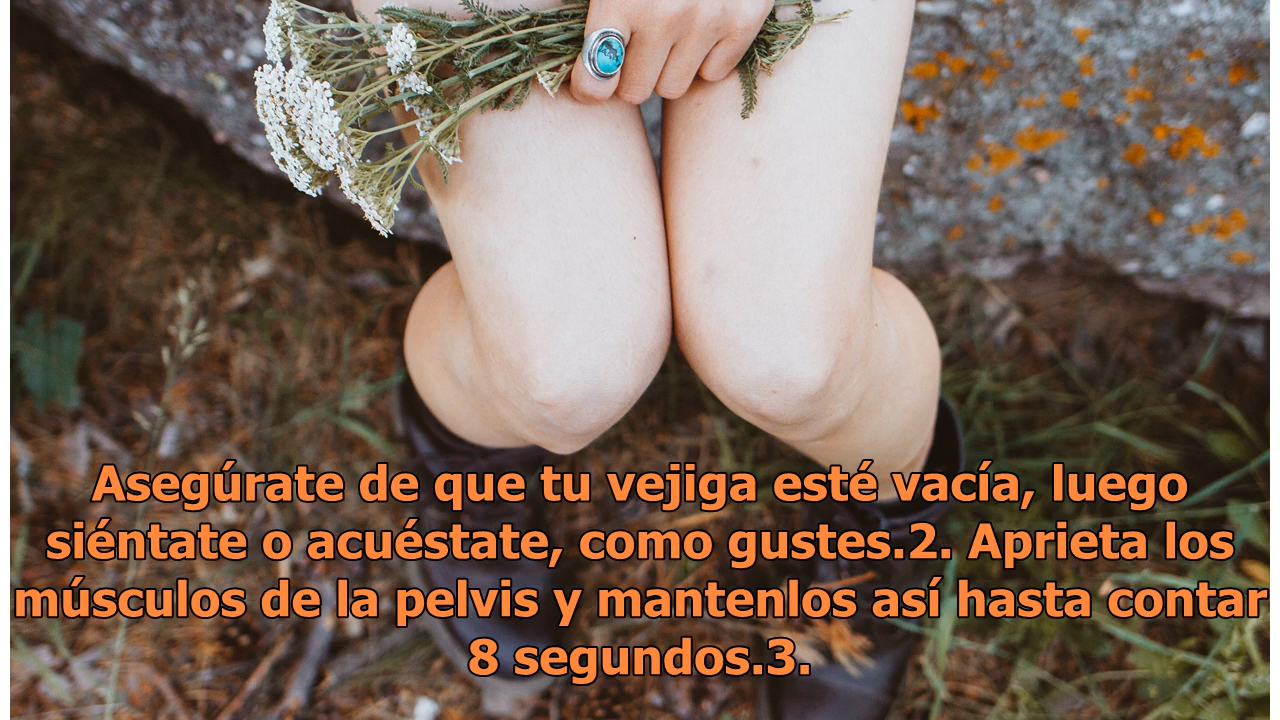 Asegúrate de que tu vejiga esté vacía, luego
siéntate o acuéstate, como gustes.2. Aprieta los
músculos de la pelvis y mantenlos así hasta contar
8 segundos.3.